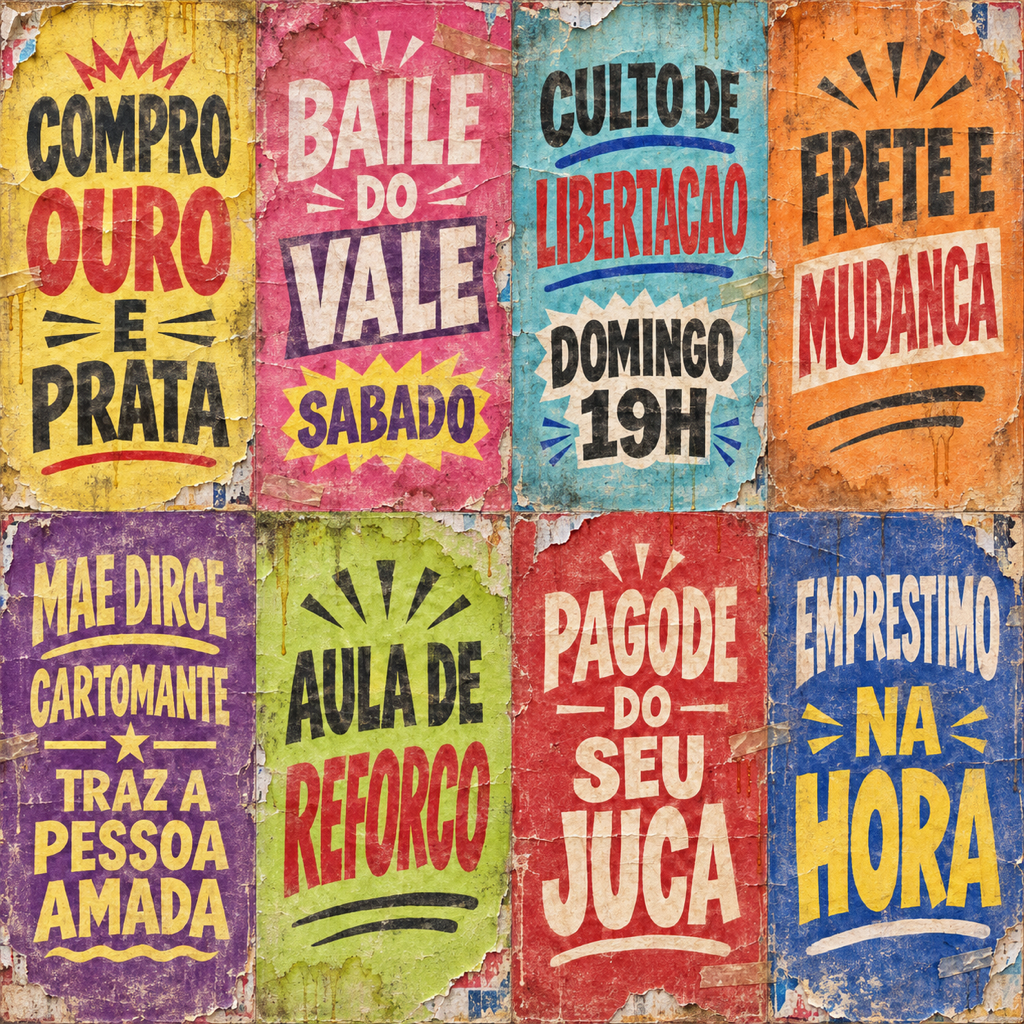 COMPRO
OURO
E
PRATA
BAILE
DO
VALE
SABADO
CULTO DE
LIBERTACAO
DOMINGO
19H
FRETE E
MUDANCA
MAE DIRCE
CARTOMANTE
TRAZ A
PESSOA
AMADA
AULA DE
REFORCO
PAGODE
DO
SEU
JUCA
EMPRESTIMO
NA
HORA